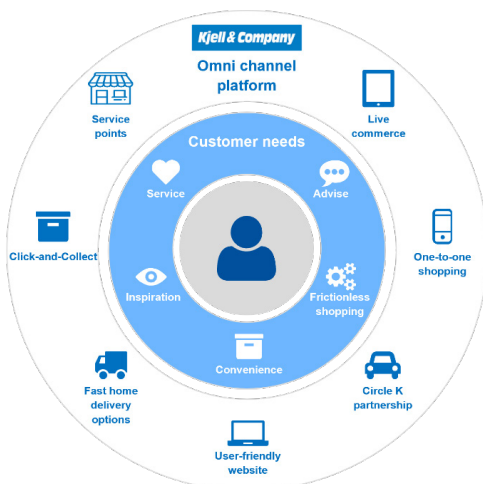 Kjell & Company
Omni channel
platform
Service
points
Live
commerce
Customer needs
Service
Advise
Click-and-Collect
One-to-one
shopping
Inspiration
Frictionless
shopping
Convenience
Fast home
delivery
options
Circle K
partnership
User-friendly
website